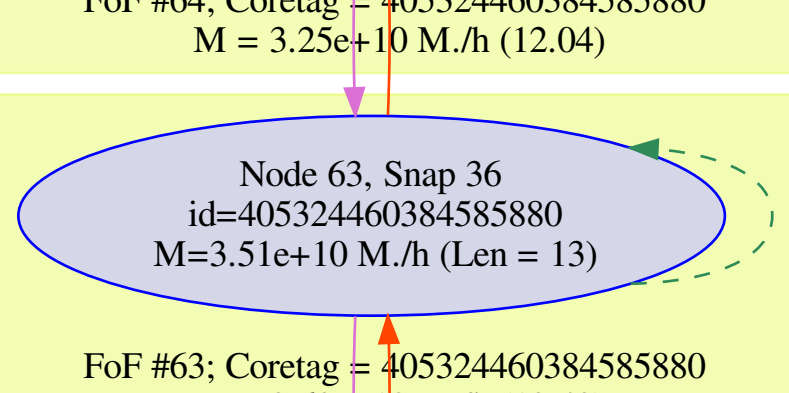 FoF #64; Coretag = 405324460384585880
M = 3.25e+10 M./h (12.04)
Node 63, Snap 36
id=405324460384585880
M=3.51e+10 M./h (Len = 13)
FoF #63; Coretag = 405324460384585880